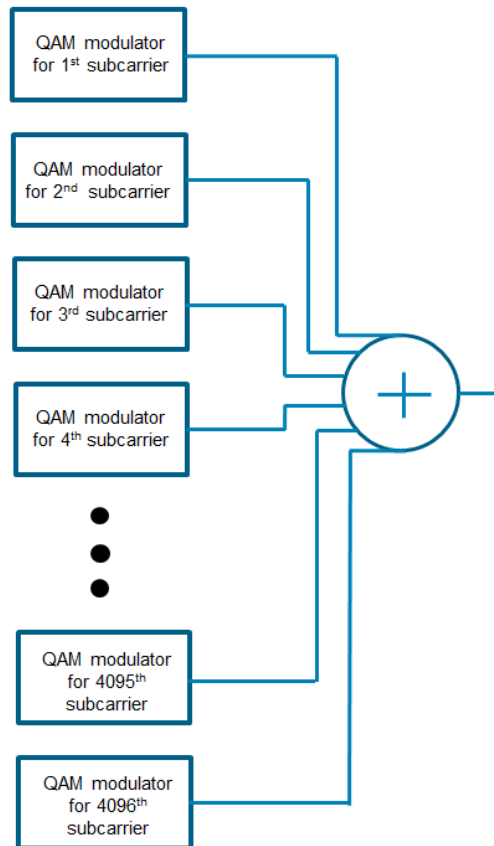 QAM modulator
for 1st subcarrier
QAM modulator
for 2nd subcarrier
QAM modulator
for 3rd subcarrier
QAM modulator
for 4th subcarrier
QAM modulator
for 4095th
subcarrier
QAM modulator
for 4096th
subcarrier